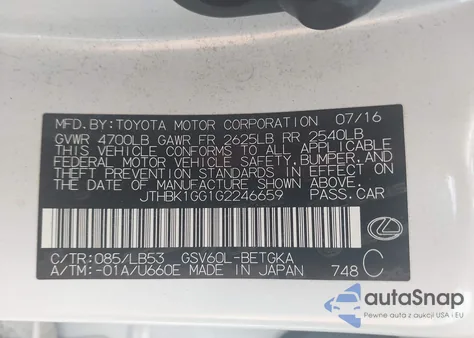 MFD.BY:TOYOTA MOTOR CORPORATION 07/16
GVWR 4700LB GAWR FR 2625LB RR 2540LB
THIS VEHICLE CONFORMS TO ALL APPLICABLE
FEDERAL MOTOR VEHICLE SAFETY, BUMPER, AND
THEFT PREVENTION STANDARDS IN EFFECT ON
THE DATE OF MANUFACTURE SHOWN ABOVE.
JTHBK1GG1G2246659 PASS.CAR
C/TR:085/LB53 GSV60L-BETGKA
A/TM:-01A/U660E MADE IN JAPAN 748 C
autoSnap
Pewne auta z aukcji USA i EU